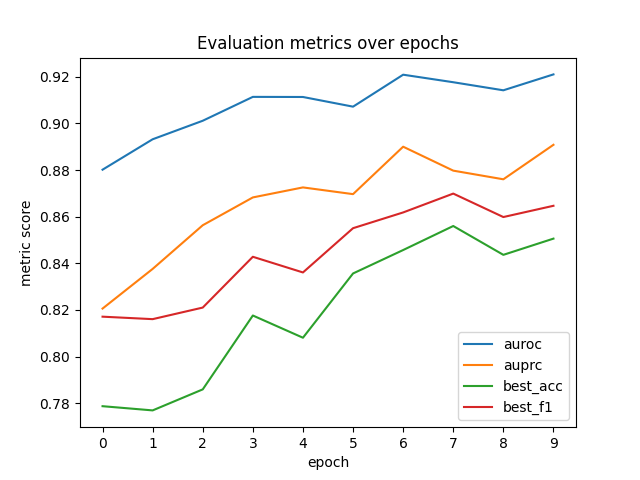 Evaluation metrics over epochs
metric score
0.92
0.90
0.88
0.86
0.84
0.82
0.80
0.78
auroc
auprc
best_acc
best_f1
0 1 2 3 4 5 6 7 8 9
epoch